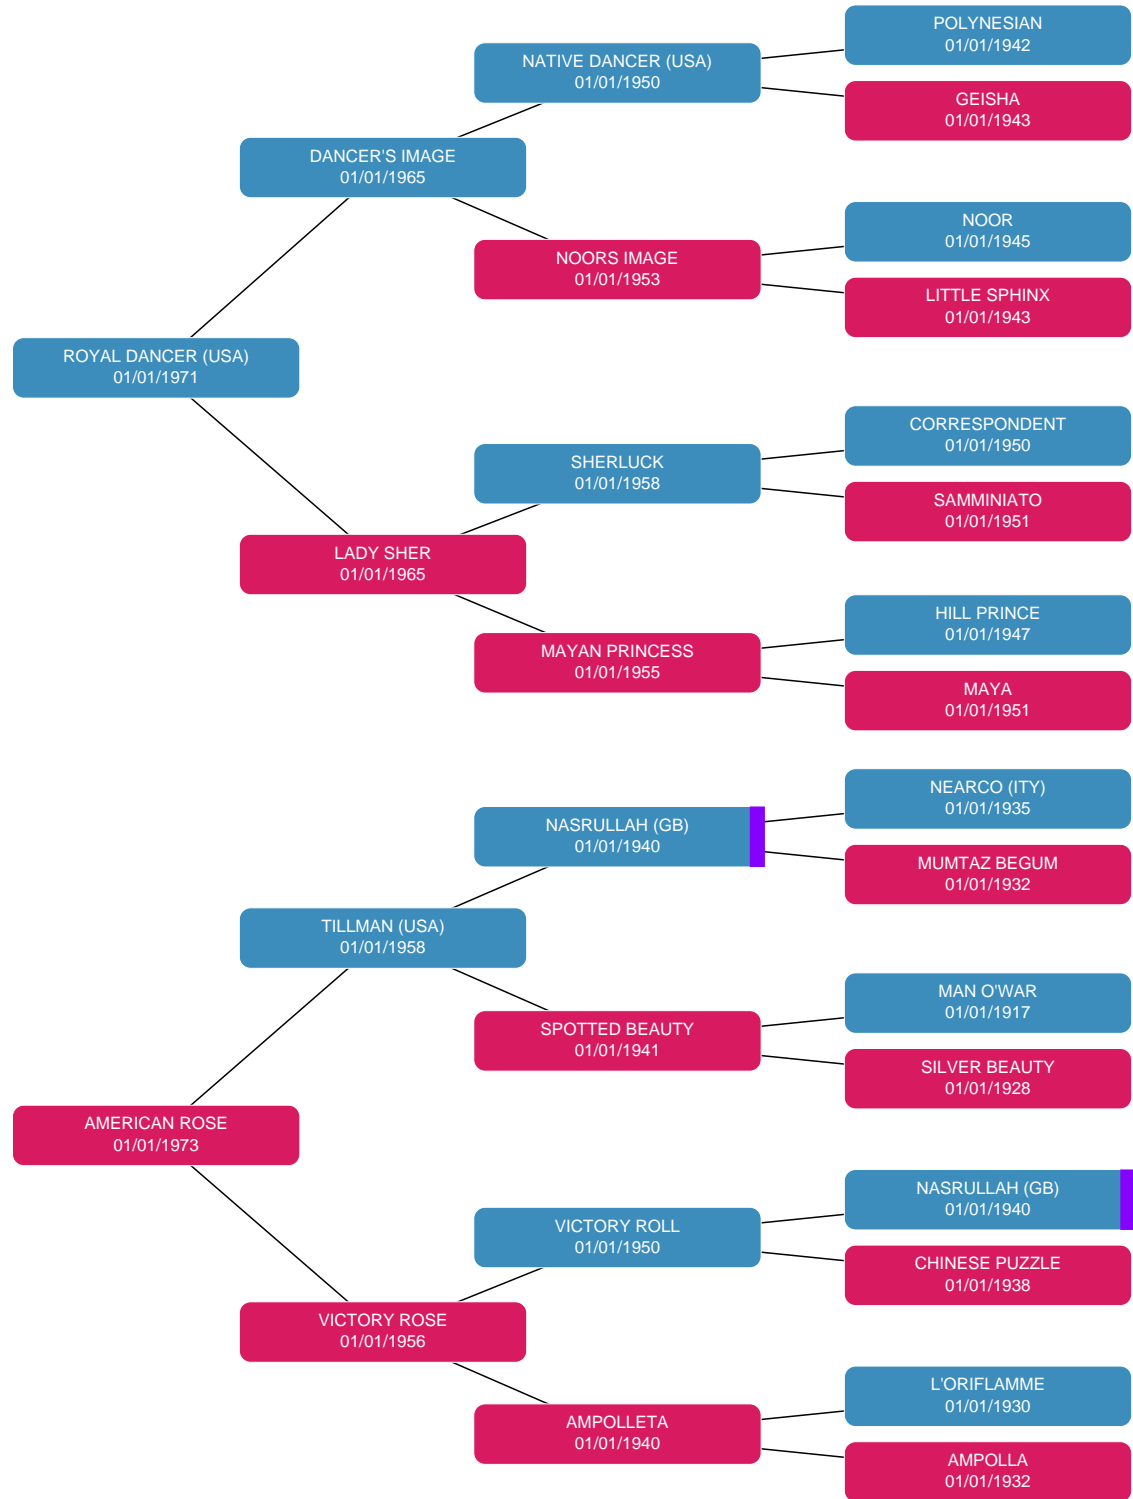 POLYNESIAN
01/01/1942
NATIVE DANCER (USA)
01/01/1950
GEISHA
01/01/1943
DANCER'S IMAGE
01/01/1965
NOOR
01/01/1945
NOORS IMAGE
01/01/1953
LITTLE SPHINX
01/01/1943
ROYAL DANCER (USA)
01/01/1971
CORRESPONDENT
01/01/1950
SHERLUCK
01/01/1958
SAMMINIATO
01/01/1951
LADY SHER
01/01/1965
HILL PRINCE
01/01/1947
MAYAN PRINCESS
01/01/1955
MAYA
01/01/1951
NEARCO (ITY)
01/01/1935
NASRULLAH (GB)
01/01/1940
MUMTAZ BEGUM
01/01/1932
TILLMAN (USA)
01/01/1958
MAN O'WAR
01/01/1917
SPOTTED BEAUTY
01/01/1941
SILVER BEAUTY
01/01/1928
AMERICAN ROSE
01/01/1973
NASRULLAH (GB)
01/01/1940
VICTORY ROLL
01/01/1950
CHINESE PUZZLE
01/01/1938
VICTORY ROSE
01/01/1956
L'ORIFLAMME
01/01/1930
AMPOLLETA
01/01/1940
AMPOLLA
01/01/1932